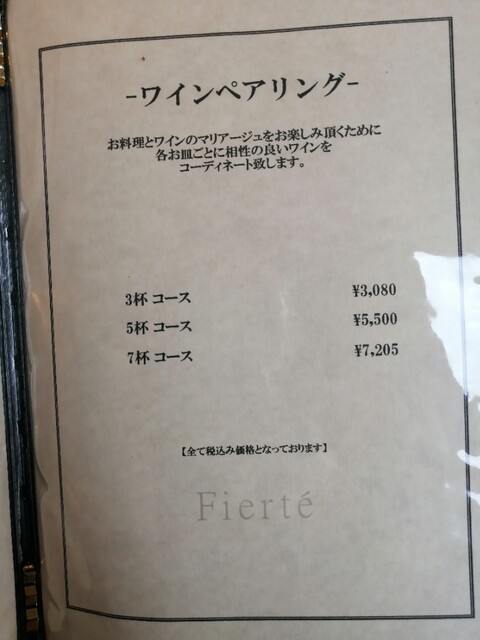 -ワインペアリング-
お料理とワインのマリアージュをお楽しみ頂くために
各お皿ごとに相性の良いワインを
コーディネート致します。
3杯 コース ¥3,080
5杯 コース ¥5,500
7杯 コース ¥7,205
【全て税込み価格となっております】
Fierté